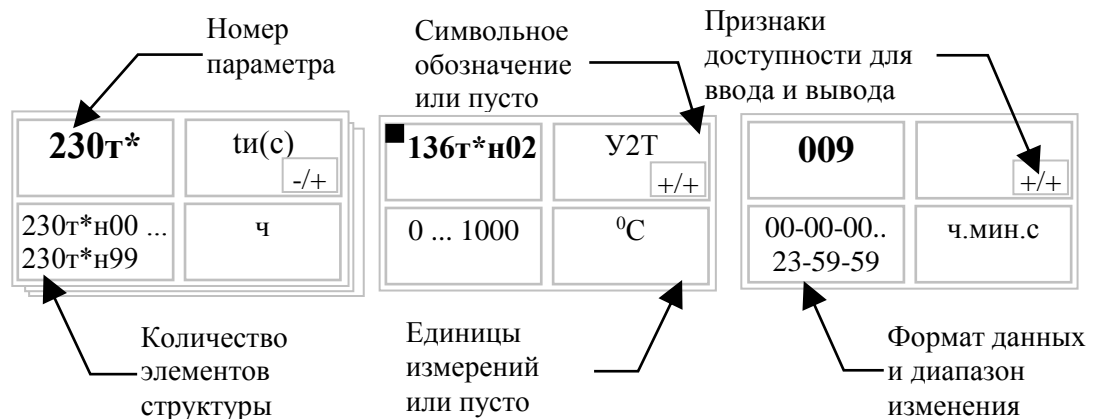 Номер
параметра
Символьное
обозначение
или пусто
Признаки
доступности для
ввода и вывода
230т*
tи(с)
-/+
230т*н00 ...
230т*н99
ч
136т*н02
У2Т
+/+
0 ... 1000
⁰С
009
+/+
00-00-00..
23-59-59
ч.мин.с
Количество
элементов
структуры
Единицы
измерений
или пусто
Формат данных
и диапазон
изменения